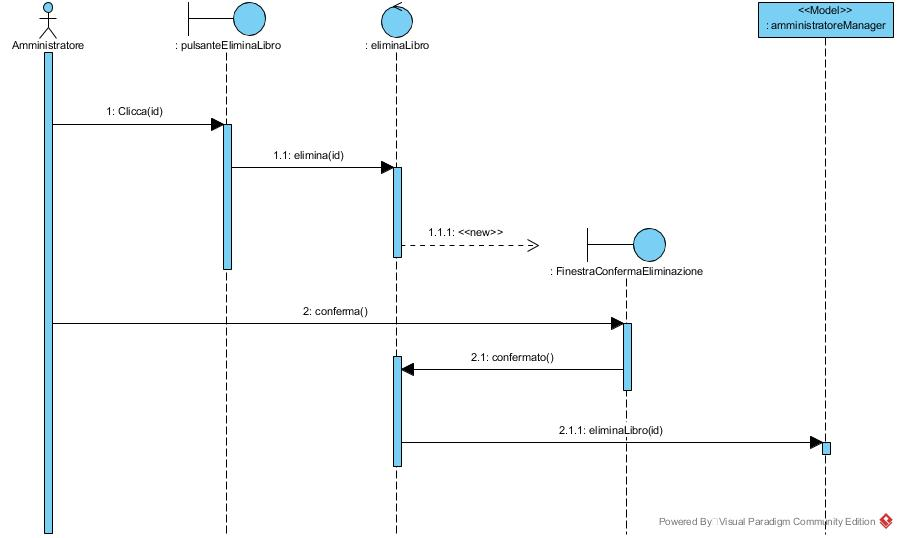 <<Model>>
: amministratoreManager
Amministratore
: pulsanteEliminaLibro
: eliminaLibro
1: Clicca(id)
1.1: elimina(id)
1.1.1: <<new>>
: FinestraConfermaEliminazione
2: conferma()
2.1: confermato()
2.1.1: eliminaLibro(id)
Powered By Visual Paradigm Community Edition